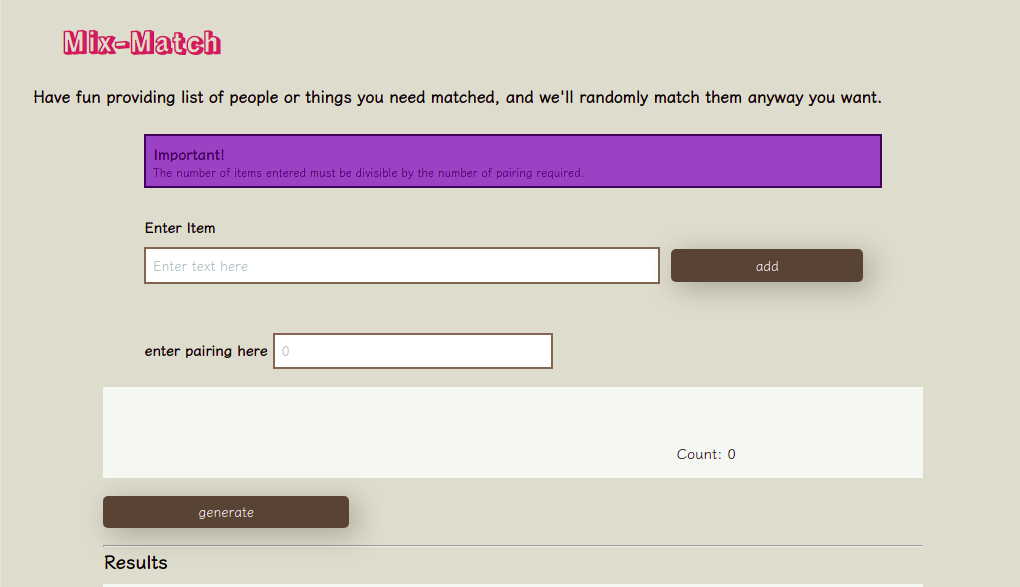 Mix-Match
Have fun providing list of people or things you need matched, and we'll randomly match them anyway you want.
Important!
The number of items entered must be divisible by the number of pairing required.
Enter Item
Enter text here
add
enter pairing here
0
Count: 0
generate
Results